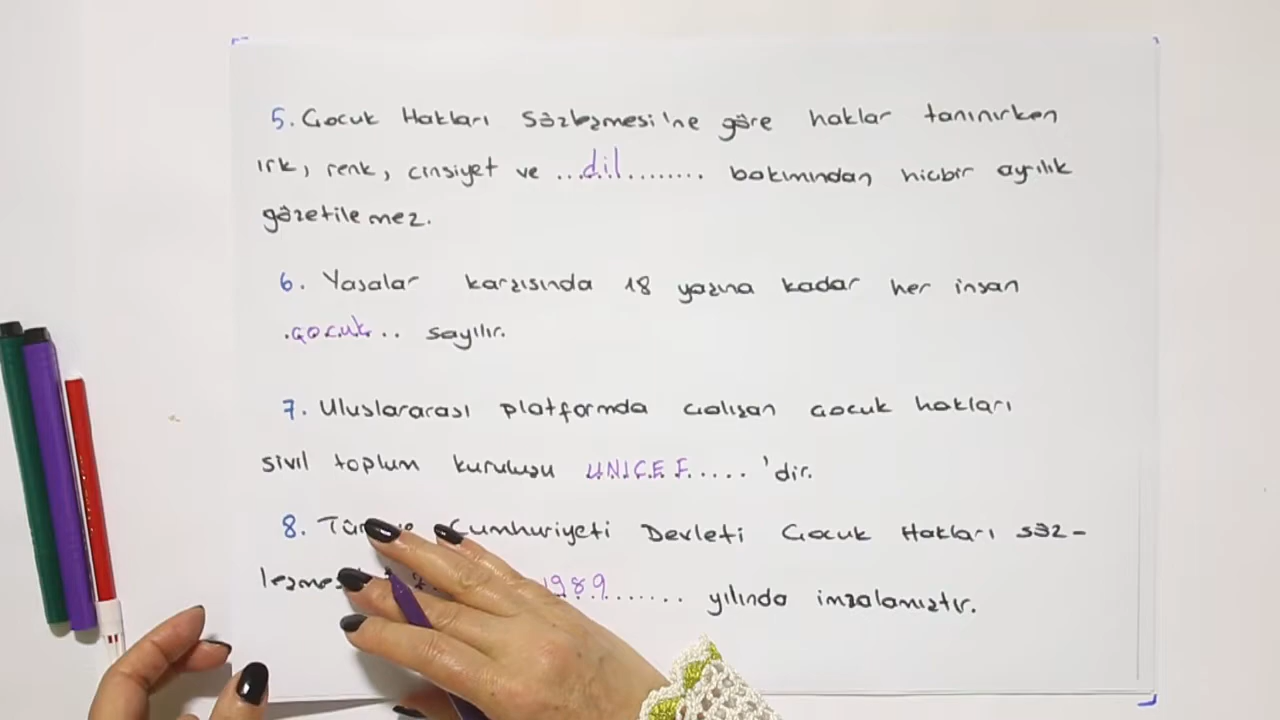 5. Çocuk Hakları Sözleşmesi'ne göre haklar tanınırken
ırk, renk, cinsiyet ve ...dil........ bakımından hiçbir ayrılık
gözetilemez.
6. Yasalar karşısında 18 yaşına kadar her insan
.çocuk.. sayılır.
7. Uluslararası platformda çalışan çocuk hakları
sivil toplum kuruluşu UNICEF..... 'dir.
8. Cumhuriyeti Devleti Çocuk Hakları söz-
1989....... yılında imzalamıştır.